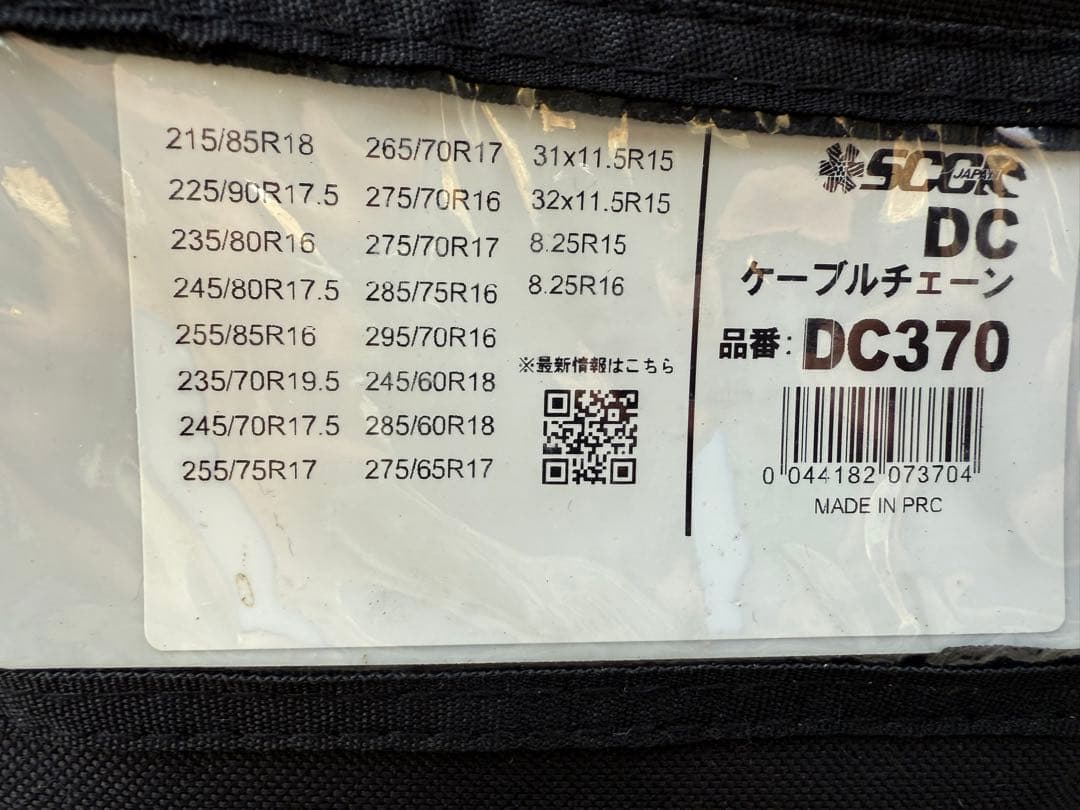 215/85R18
225/90R17.5
235/80R16
245/80R17.5
255/85R16
235/70R19.5
245/70R17.5
255/75R17
265/70R17
275/70R16
275/70R17
285/75R16
295/70R16
245/60R18
285/60R18
275/65R17
31x11.5R15
32x11.5R15
8.25R15
8.25R16
※最新情報はこちら
SCCR
JAPAN
DC
ケーブルチェーン
品番: DC370
0 044182 073704
MADE IN PRC